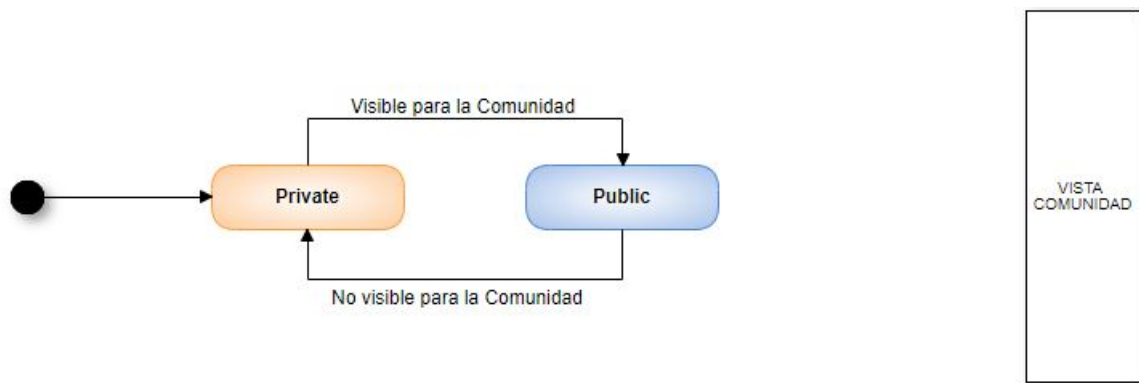 Visible para la Comunidad
Private
Public
No visible para la Comunidad
VISTA
COMUNIDAD